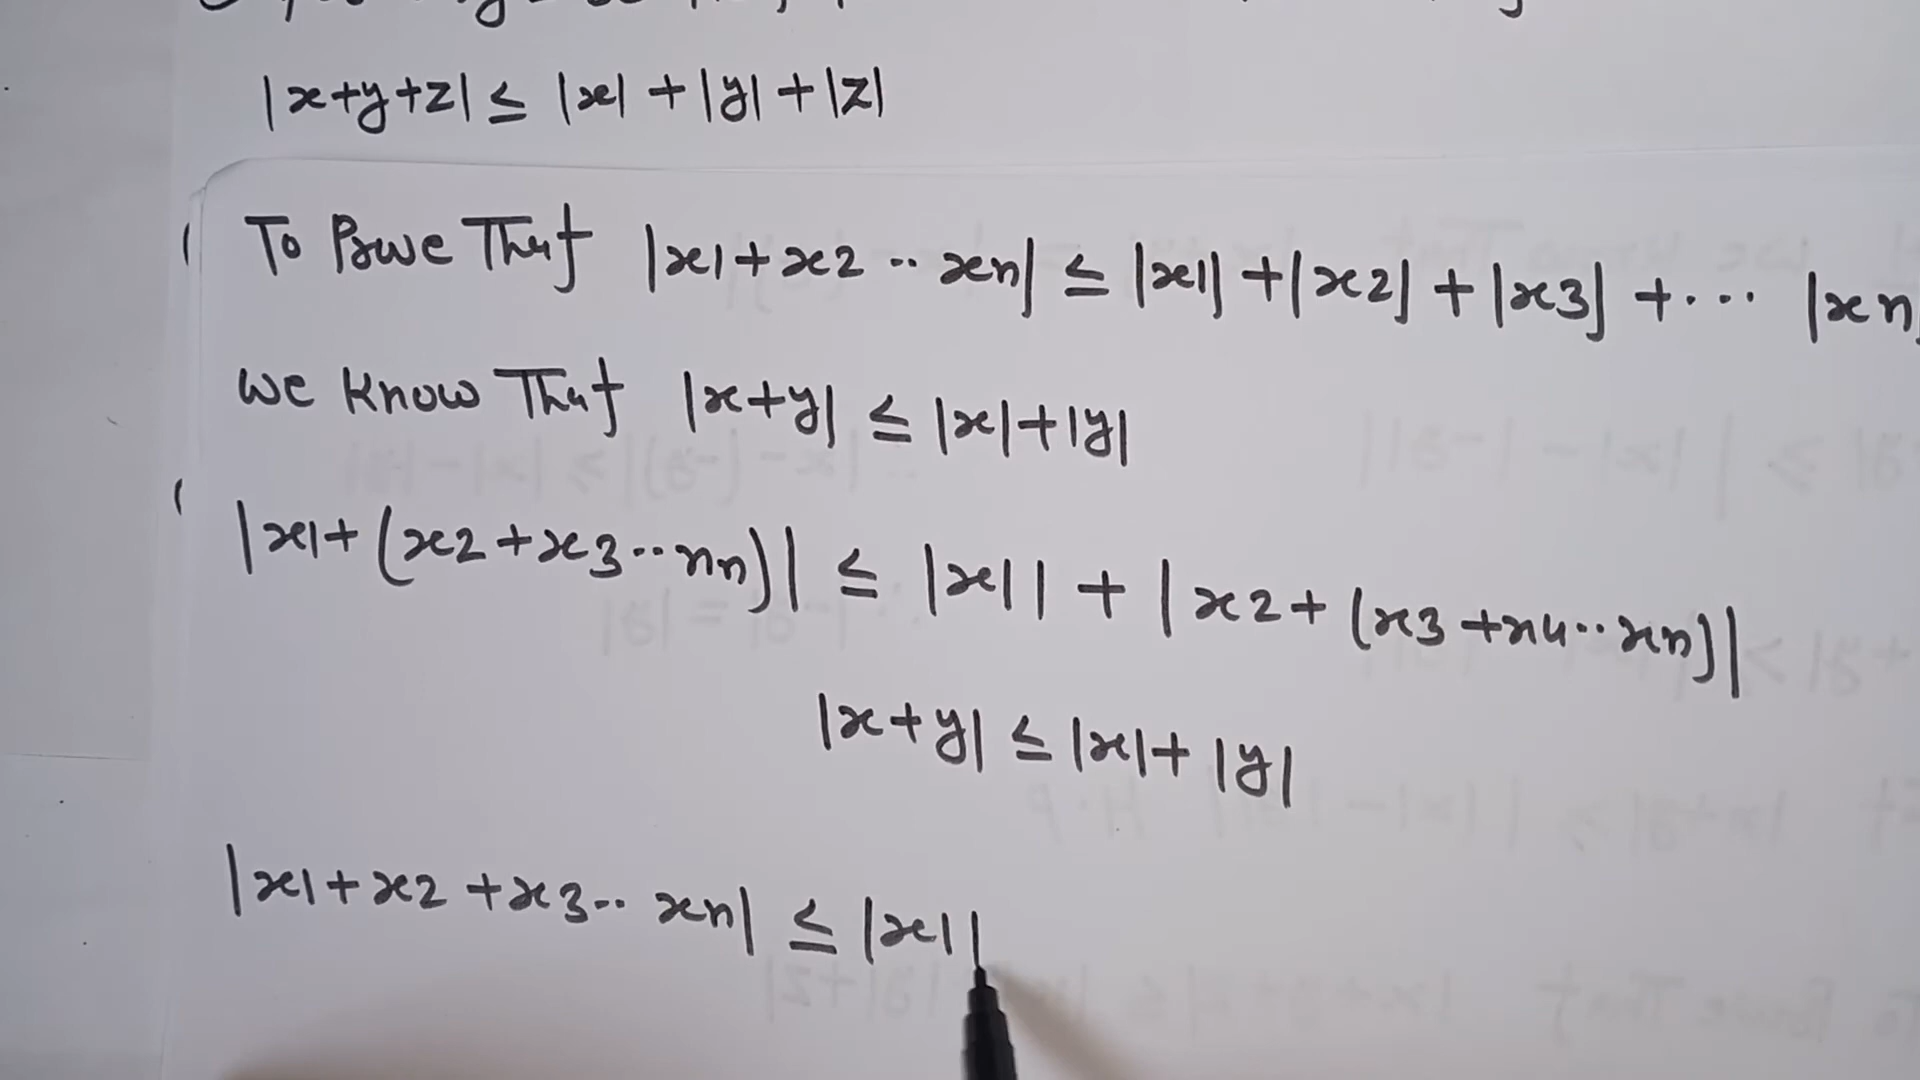 |x+y+z| ≤ |x| + |y| + |z|
To Prove That |x1+x2 .. xn| ≤ |x1| + |x2| + |x3| + ... |xn|
We Know That |x+y| ≤ |x|+|y|
|x1+(x2+x3..xn)| ≤ |x1| + |x2+(x3+x4..xn)|
|x+y| ≤ |x|+|y|
|x1+x2+x3.. xn| ≤ |x1|